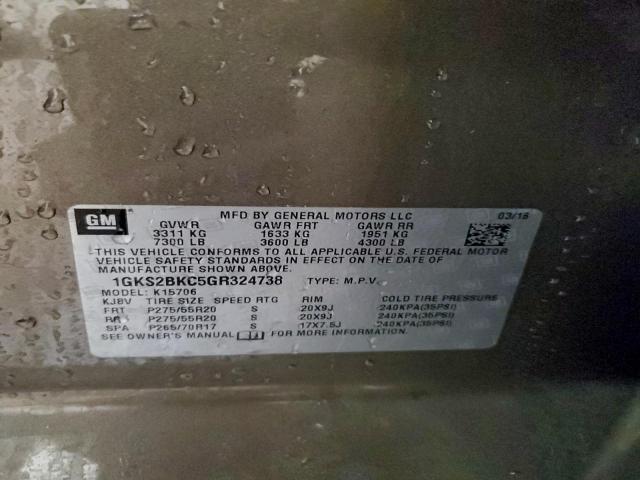 GM
MFD BY GENERAL MOTORS LLC 03/16
GVWR GAWR FRT GAWR RR
3311 KG 1633 KG 1951 KG
7300 LB 3600 LB 4300 LB
THIS VEHICLE CONFORMS TO ALL APPLICABLE U.S. FEDERAL MOTOR
VEHICLE SAFETY STANDARDS IN EFFECT ON THE DATE OF
MANUFACTURE SHOWN ABOVE.
1GKS2BKC5GR324738 TYPE: M.P.V.
MODEL: K15706
KJ8V TIRE SIZE SPEED RTG RIM COLD TIRE PRESSURE
FRT P275/55R20 S 20X9J 240KPA(35PSI)
RR P275/55R20 S 20X9J 240KPA(35PSI)
SPA P265/70R17 S 17X7.5J 240KPA(35PSI)
SEE OWNER'S MANUAL FOR MORE INFORMATION.